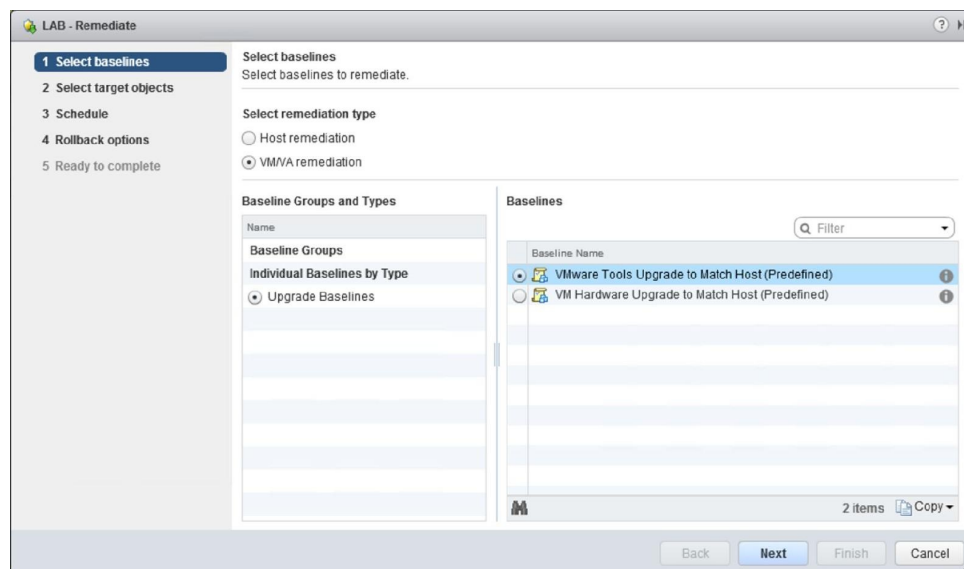 LAB - Remediate
?
1 Select baselines
2 Select target objects
3 Schedule
4 Rollback options
5 Ready to complete
Select baselines
Select baselines to remediate.
Select remediation type
Host remediation
VM/VA remediation
Baseline Groups and Types
Name
Baseline Groups
Individual Baselines by Type
Upgrade Baselines
Baselines
Filter
Baseline Name
VMware Tools Upgrade to Match Host (Predefined)
VM Hardware Upgrade to Match Host (Predefined)
2 items Copy
Back Next Finish Cancel